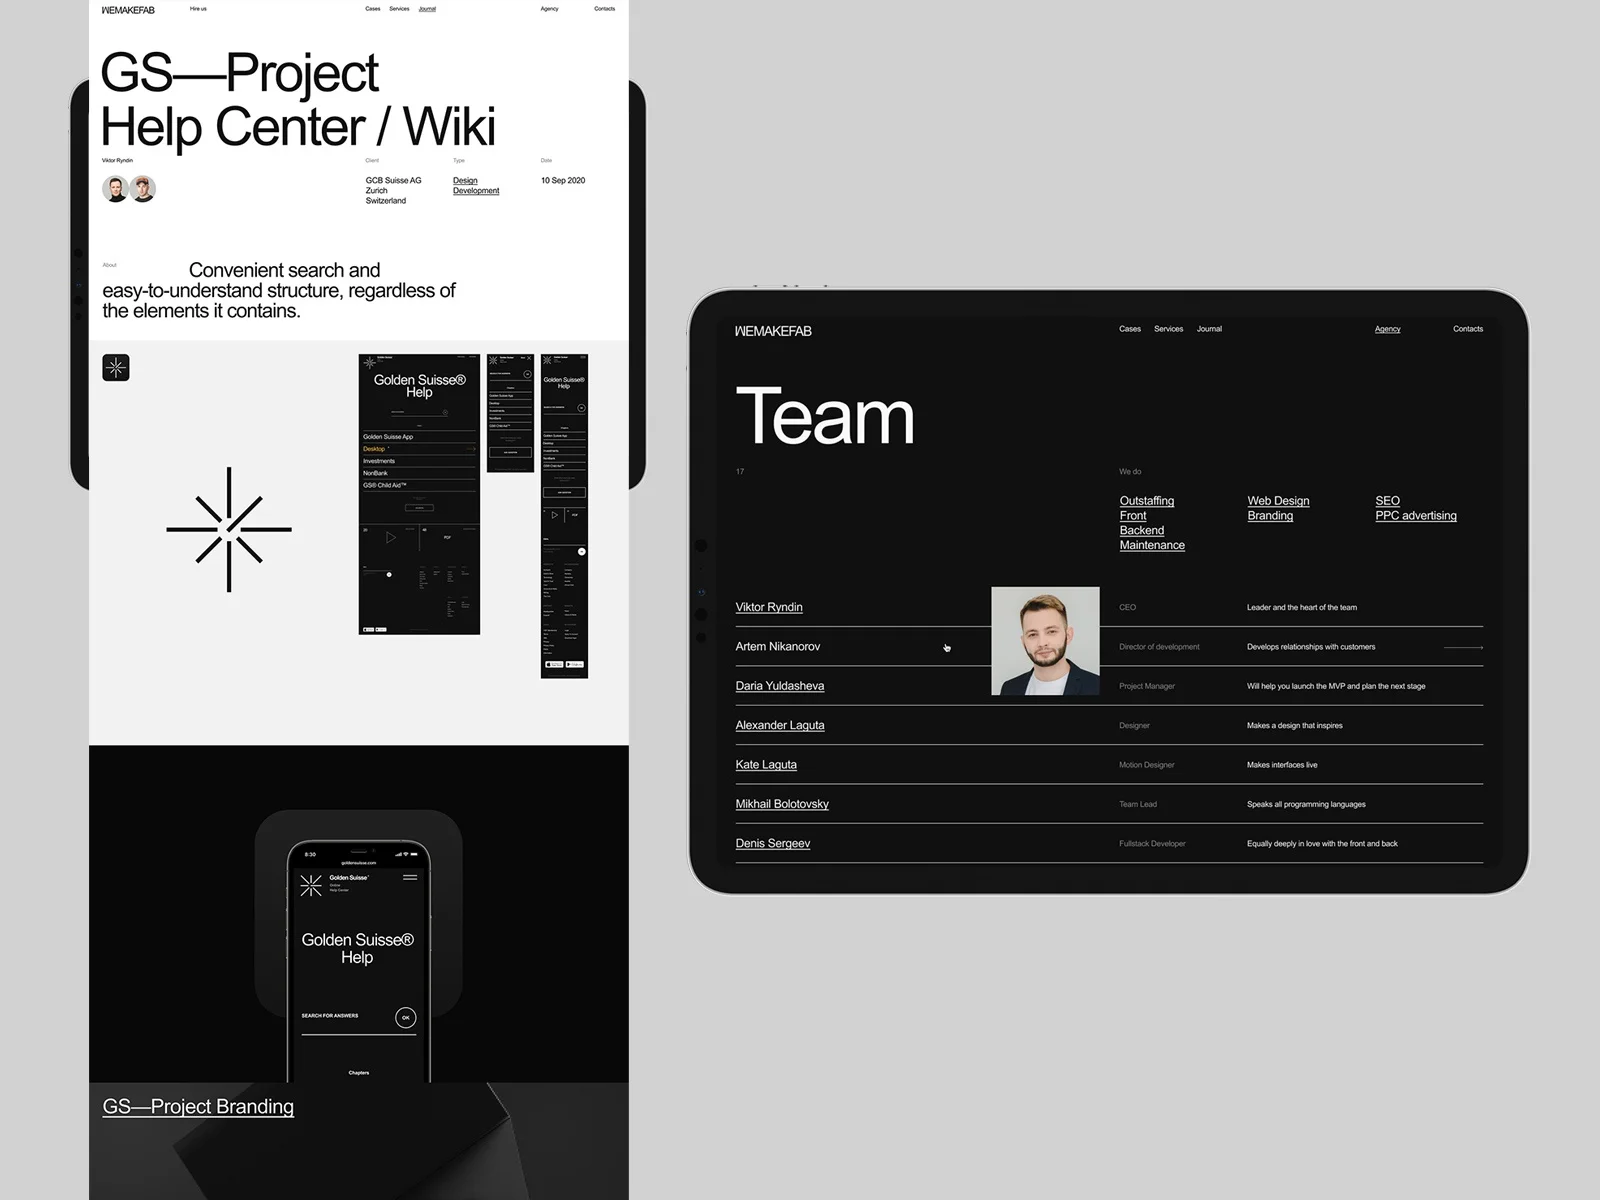 WEMAKEFAB
Hire us
Cases Services Journal
Agency
Contacts
GS—Project
Help Center / Wiki
Viktor Ryndin
Client
GCB Suisse AG
Zurich
Switzerland
Type
Design
Development
Date
10 Sep 2020
About
Convenient search and
easy-to-understand structure, regardless of
the elements it contains.
Golden Suisse®
Help
Golden Suisse App
Desktop
Investments
NonBank
GS® Child Aid™
PDF
Golden Suisse®
Help
PDF
8:30
goldensuisse.com
Golden Suisse
Online
Help Center
Golden Suisse®
Help
SEARCH FOR ANSWERS
OK
Chapters
GS—Project Branding
WEMAKEFAB
Cases Services Journal
Agency
Contacts
Team
17
We do
Outstaffing
Front
Backend
Maintenance
Web Design
Branding
SEO
PPC advertising
Viktor Ryndin CEO Leader and the heart of the team
Artem Nikanorov Director of development Develops relationships with customers
Daria Yuldasheva Project Manager Will help you launch the MVP and plan the next stage
Alexander Laguta Designer Makes a design that inspires
Kate Laguta Motion Designer Makes interfaces live
Mikhail Bolotovsky Team Lead Speaks all programming languages
Denis Sergeev Fullstack Developer Equally deeply in love with the front and back